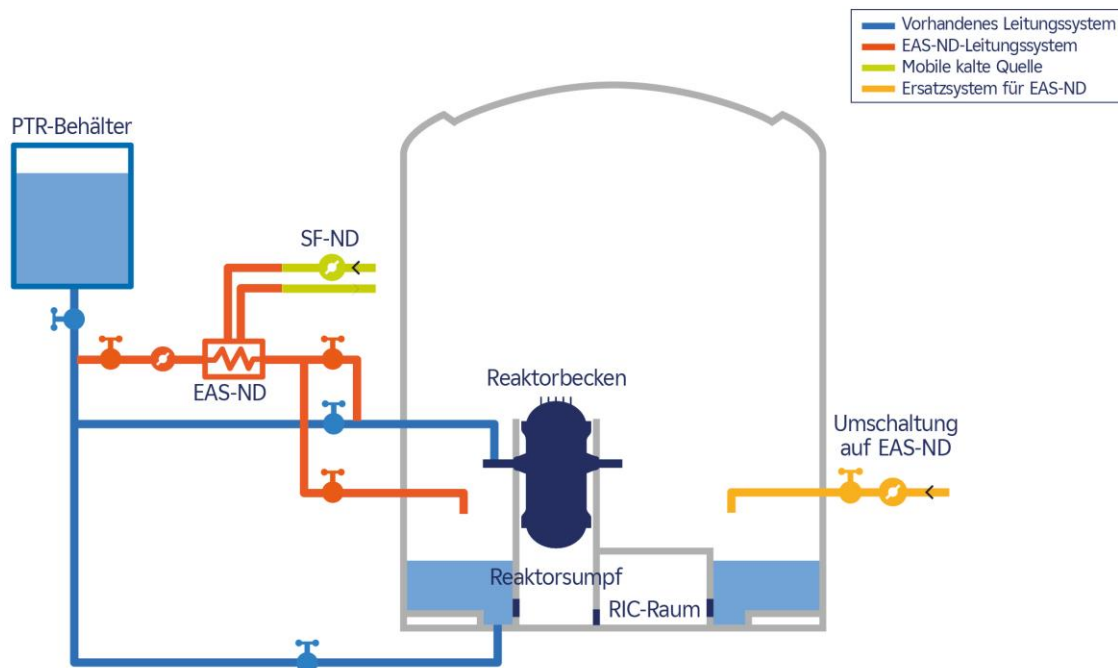 Vorhandenes Leitungssystem
EAS-ND-Leitungssystem
Mobile kalte Quelle
Ersatzsystem für EAS-ND
PTR-Behälter
SF-ND
EAS-ND
Reaktorbecken
Umschaltung
auf EAS-ND
Reaktorsumpf
RIC-Raum